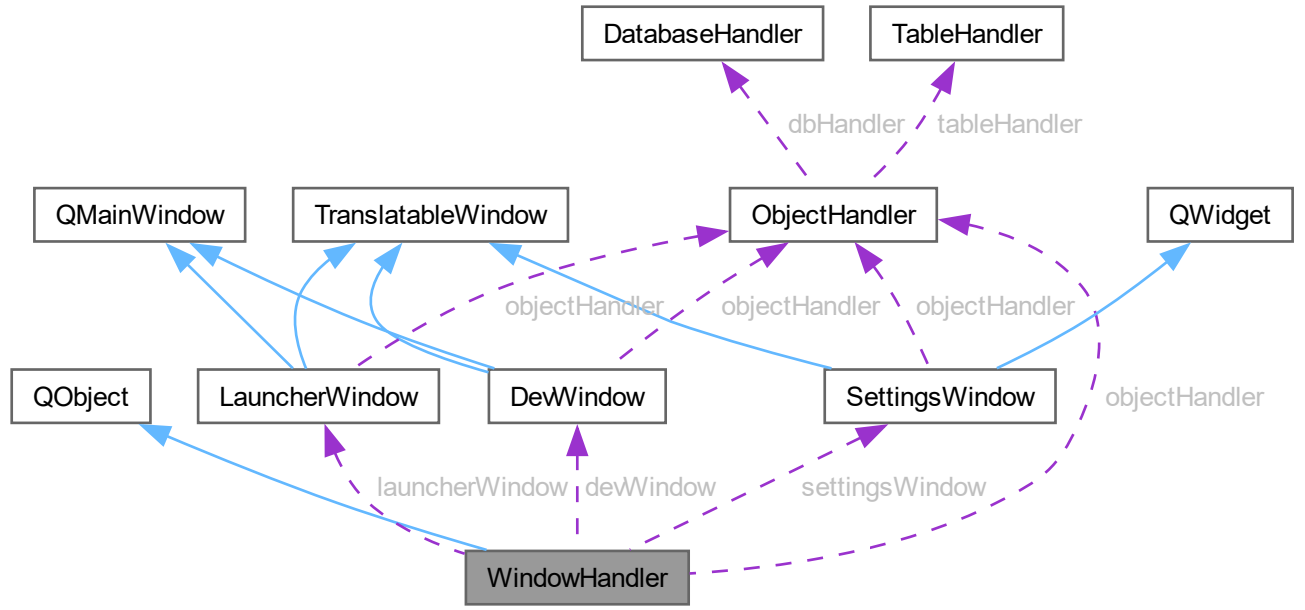 DatabaseHandler
TableHandler
dbHandler
tableHandler
QMainWindow
TranslatableWindow
ObjectHandler
QWidget
objectHandler
objectHandler
objectHandler
QObject
LauncherWindow
DevWindow
SettingsWindow
objectHandler
launcherWindow
devWindow
settingsWindow
WindowHandler